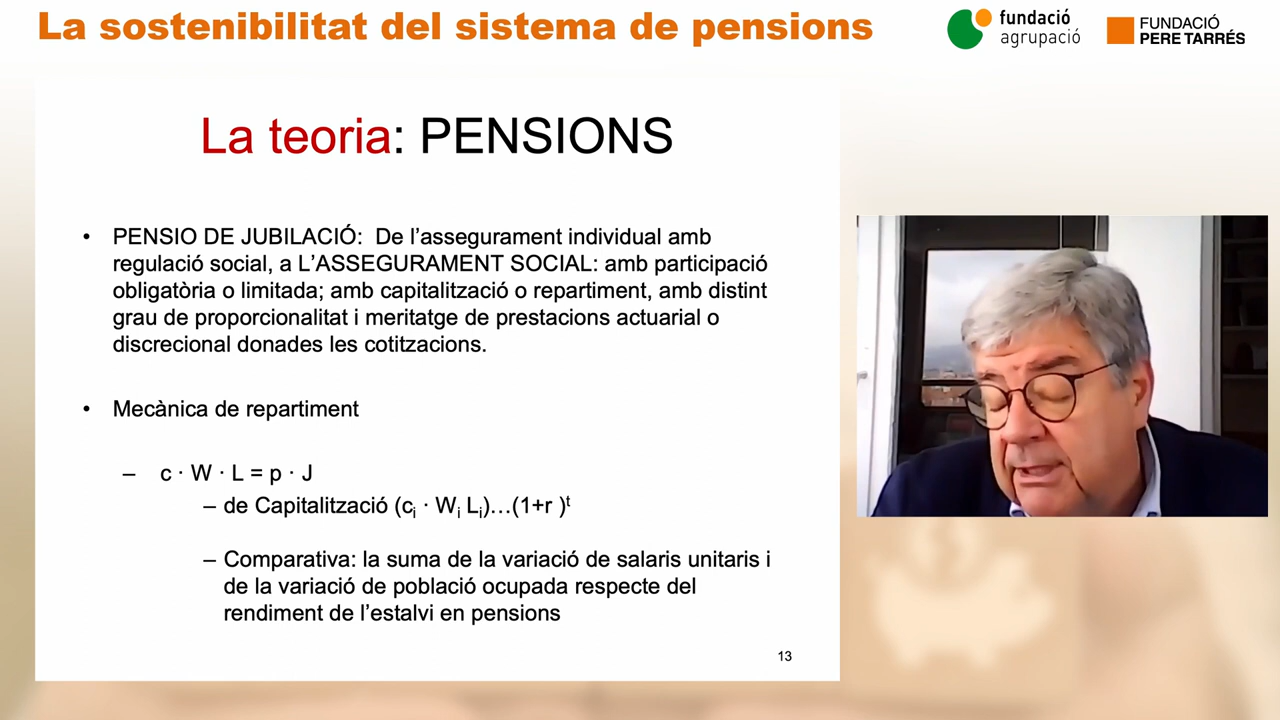 La sostenibilitat del sistema de pensions
fundació
agrupació
FUNDACIÓ
PERE TARRÉS
La teoria: PENSIONS
• PENSIO DE JUBILACIÓ: De l’assegurament individual amb
regulació social, a L’ASSEGURAMENT SOCIAL: amb participació
obligatòria o limitada; amb capitalització o repartiment, amb distint
grau de proporcionalitat i meritatge de prestacions actuarial o
discrecional donades les cotitzacions.
• Mecànica de repartiment
– c · W · L = p · J
– de Capitalització (cᵢ · Wᵢ Lᵢ)…(1+r )ᵗ
– Comparativa: la suma de la variació de salaris unitaris i
de la variació de població ocupada respecte del
rendiment de l’estalvi en pensions
13